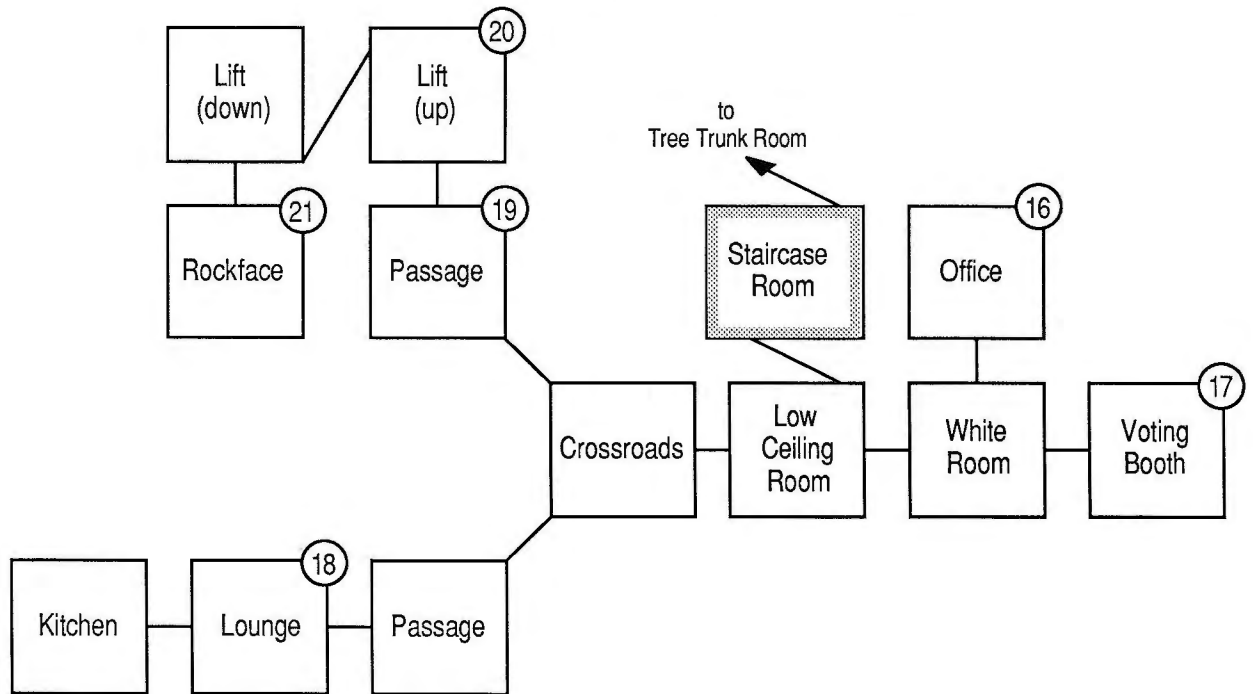 20
Lift
(down)
Lift
(up)
to
Tree Trunk Room
21
19
16
Rockface
Passage
Staircase
Room
Office
17
Crossroads
Low
Ceiling
Room
White
Room
Voting
Booth
18
Kitchen
Lounge
Passage